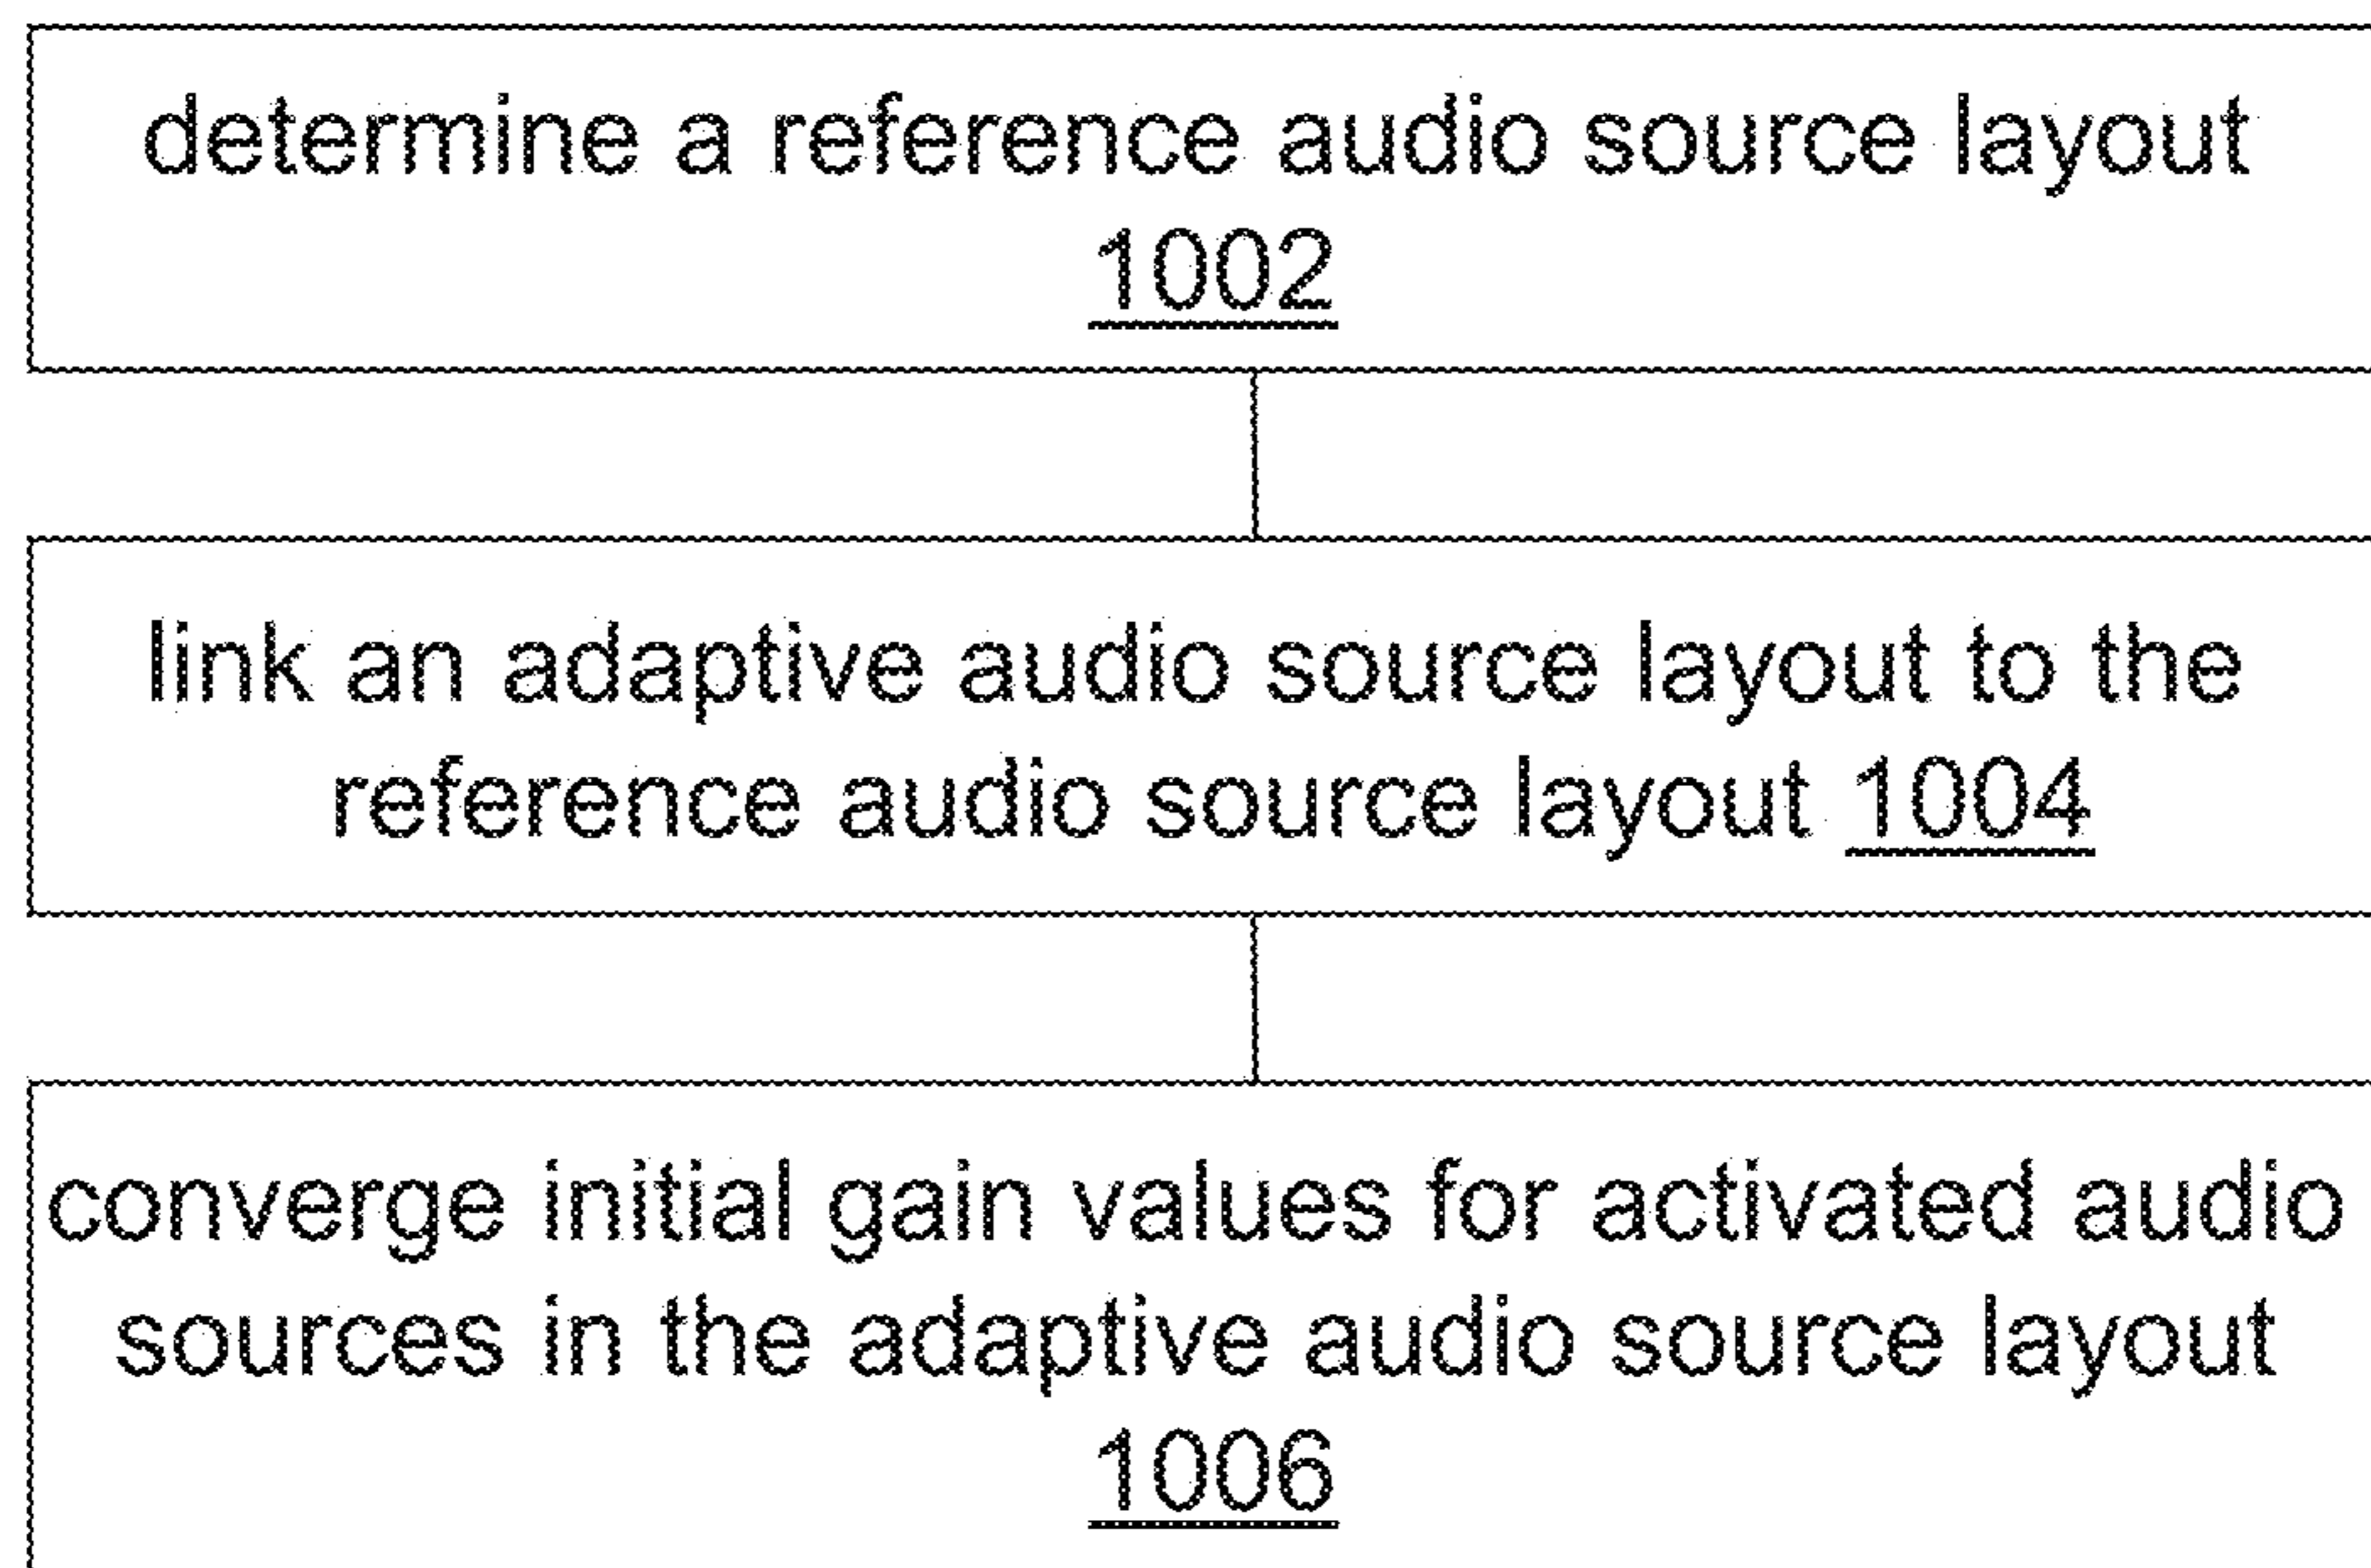 determine a reference audio source layout
1002
link an adaptive audio source layout to the
reference audio source layout 1004
converge initial gain values for activated audio
sources in the adaptive audio source layout
1006